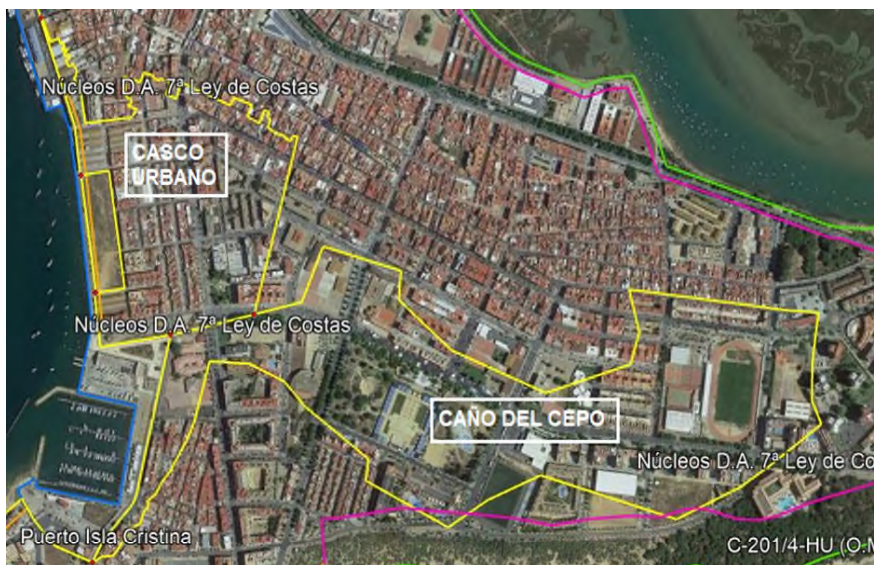 Núcleos D.A. 7ª Ley de Costas
CASCO
URBANO
Núcleos D.A. 7ª Ley de Costas
CAÑO DEL CEPO
Núcleos D.A. 7ª Ley de Co
Puerto Isla Cristina
C-201/4-HU (O.M